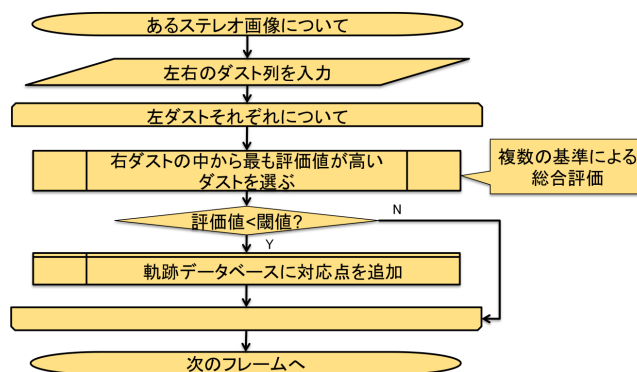 あるステレオ画像について
左右のダスト列を入力
左ダストそれぞれについて
右ダストの中から最も評価値が高い
ダストを選ぶ
複数の基準による
総合評価
評価値<閾値?
N
Y
軌跡データベースに対応点を追加
次のフレームへ